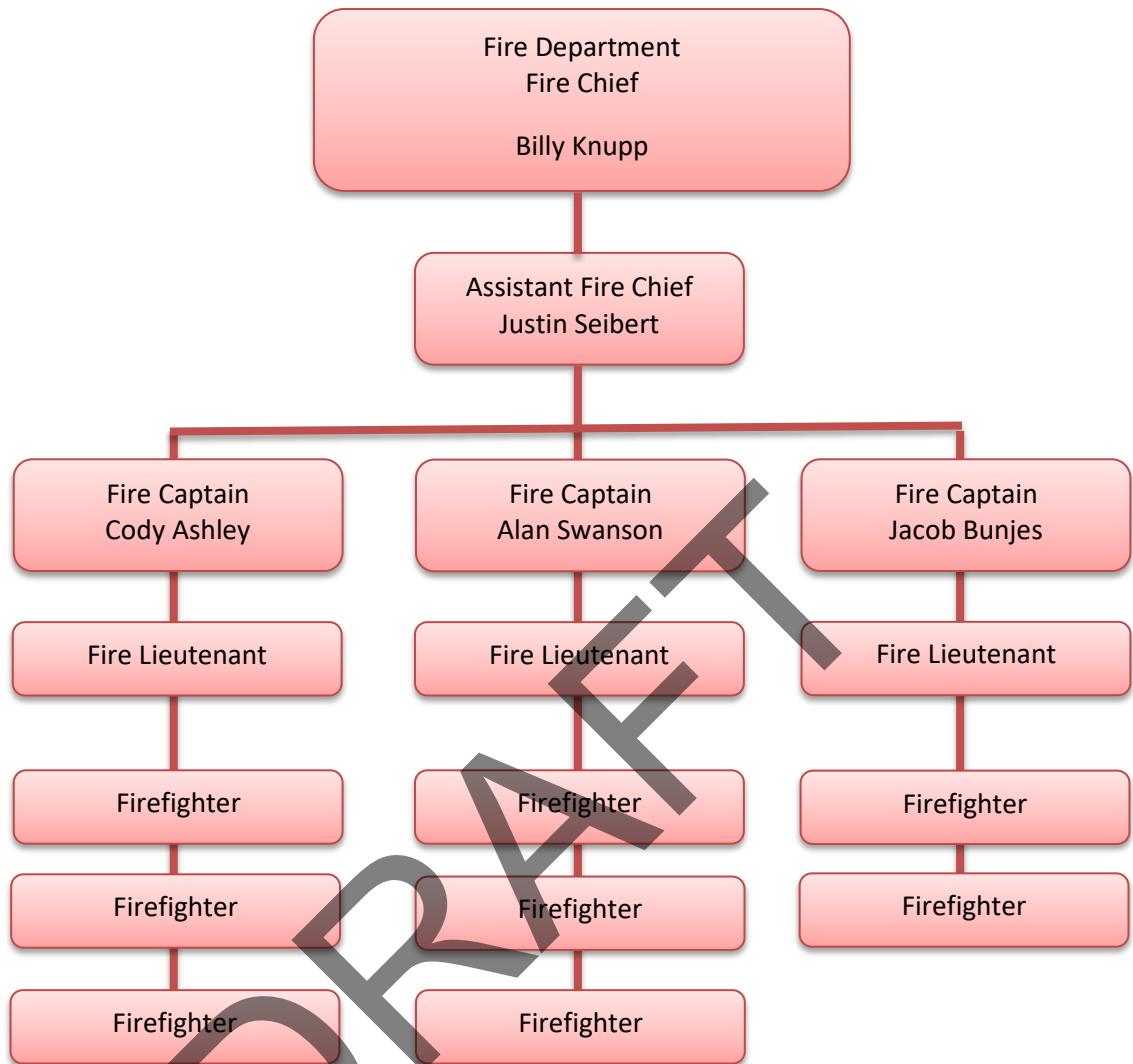 Fire Department
Fire Chief
Billy Knupp
Assistant Fire Chief
Justin Seibert
Fire Captain
Cody Ashley
Fire Captain
Alan Swanson
Fire Captain
Jacob Bunjes
Fire Lieutenant
Fire Lieutenant
Fire Lieutenant
Firefighter
Firefighter
Firefighter
Firefighter
Firefighter
Firefighter
Firefighter
Firefighter
DRAFT